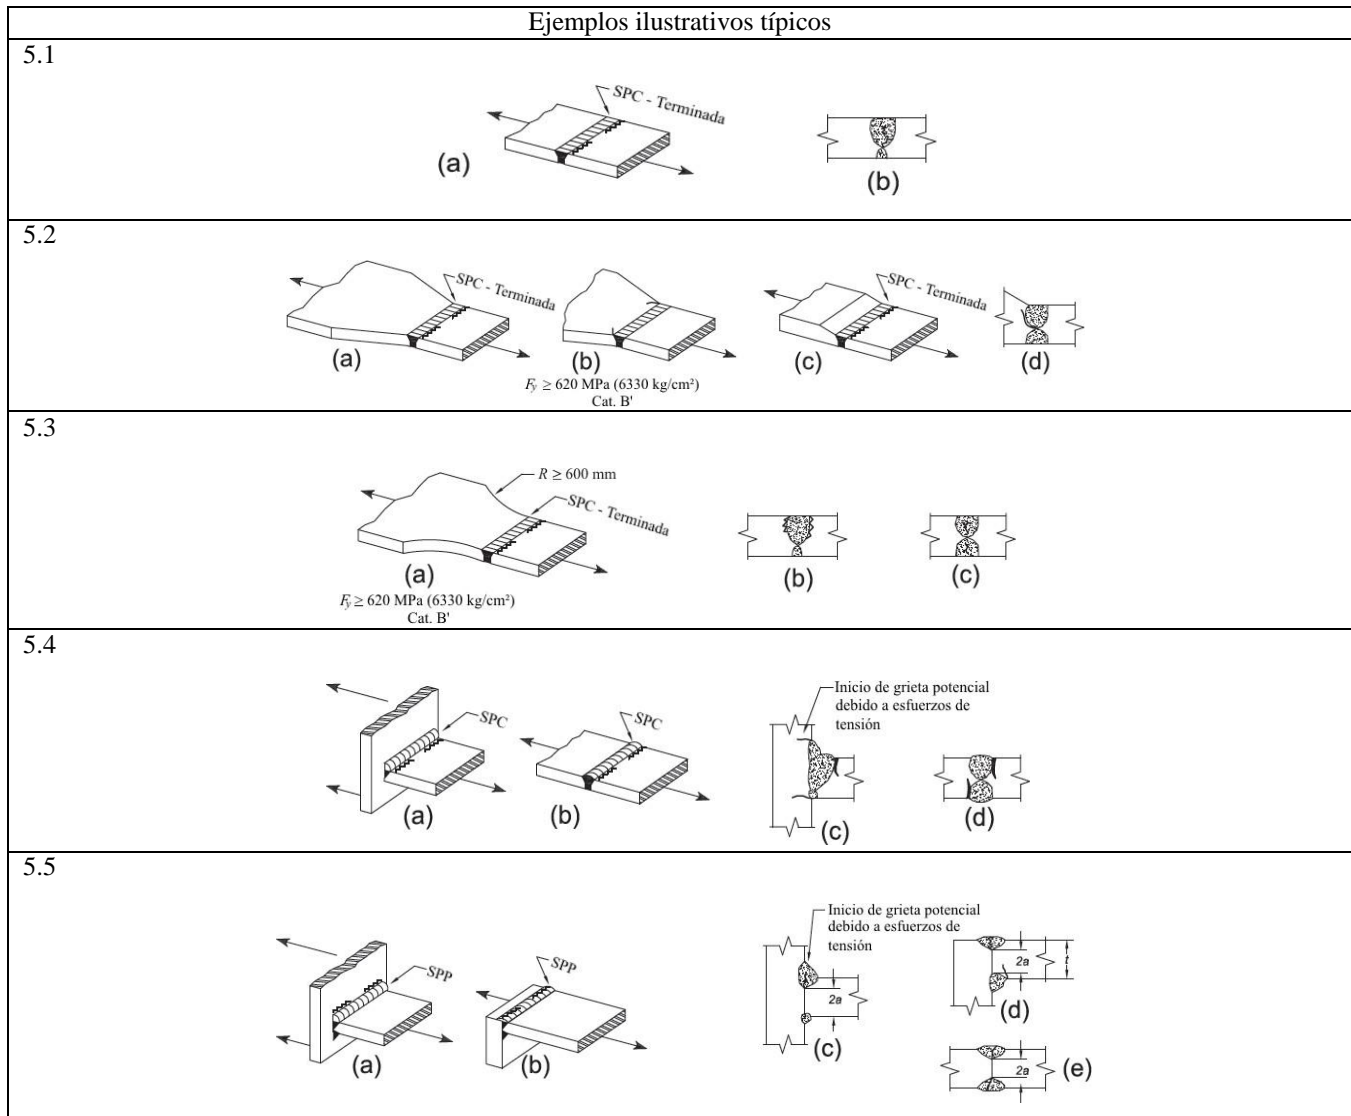 Ejemplos ilustrativos típicos
5.1
SPC - Terminada
(a)
(b)
5.2
SPC - Terminada
(a)
(b)
Fy ≥ 620 MPa (6330 kg/cm²)
Cat. B'
SPC - Terminada
(c)
(d)
5.3
R ≥ 600 mm
SPC - Terminada
(a)
Fy ≥ 620 MPa (6330 kg/cm²)
Cat. B'
(b)
(c)
5.4
SPC
(a)
SPC
(b)
Inicio de grieta potencial
debido a esfuerzos de
tensión
(c)
(d)
5.5
SPP
(a)
SPP
(b)
Inicio de grieta potencial
debido a esfuerzos de
tensión
2a
(c)
2a
t
(d)
2a
(e)